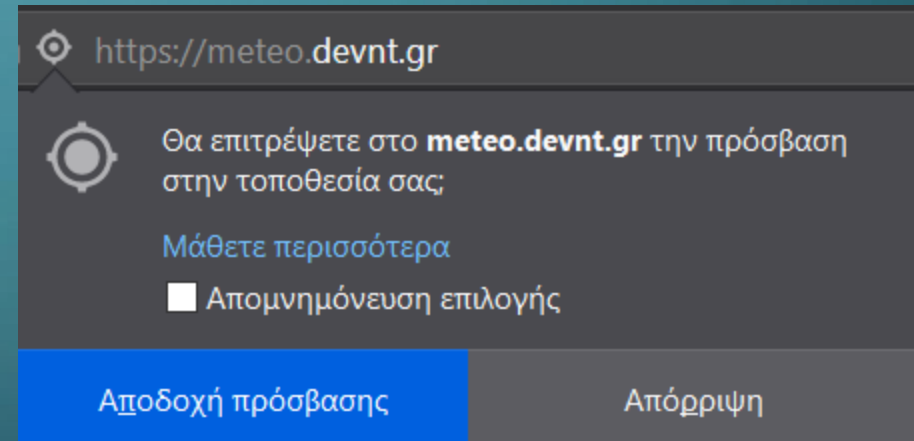 https://meteo.devnt.gr
Θα επιτρέψετε στο meteo.devnt.gr την πρόσβαση
στην τοποθεσία σας;
Μάθετε περισσότερα
Απομνημόνευση επιλογής
Αποδοχή πρόσβασης
Απόρριψη